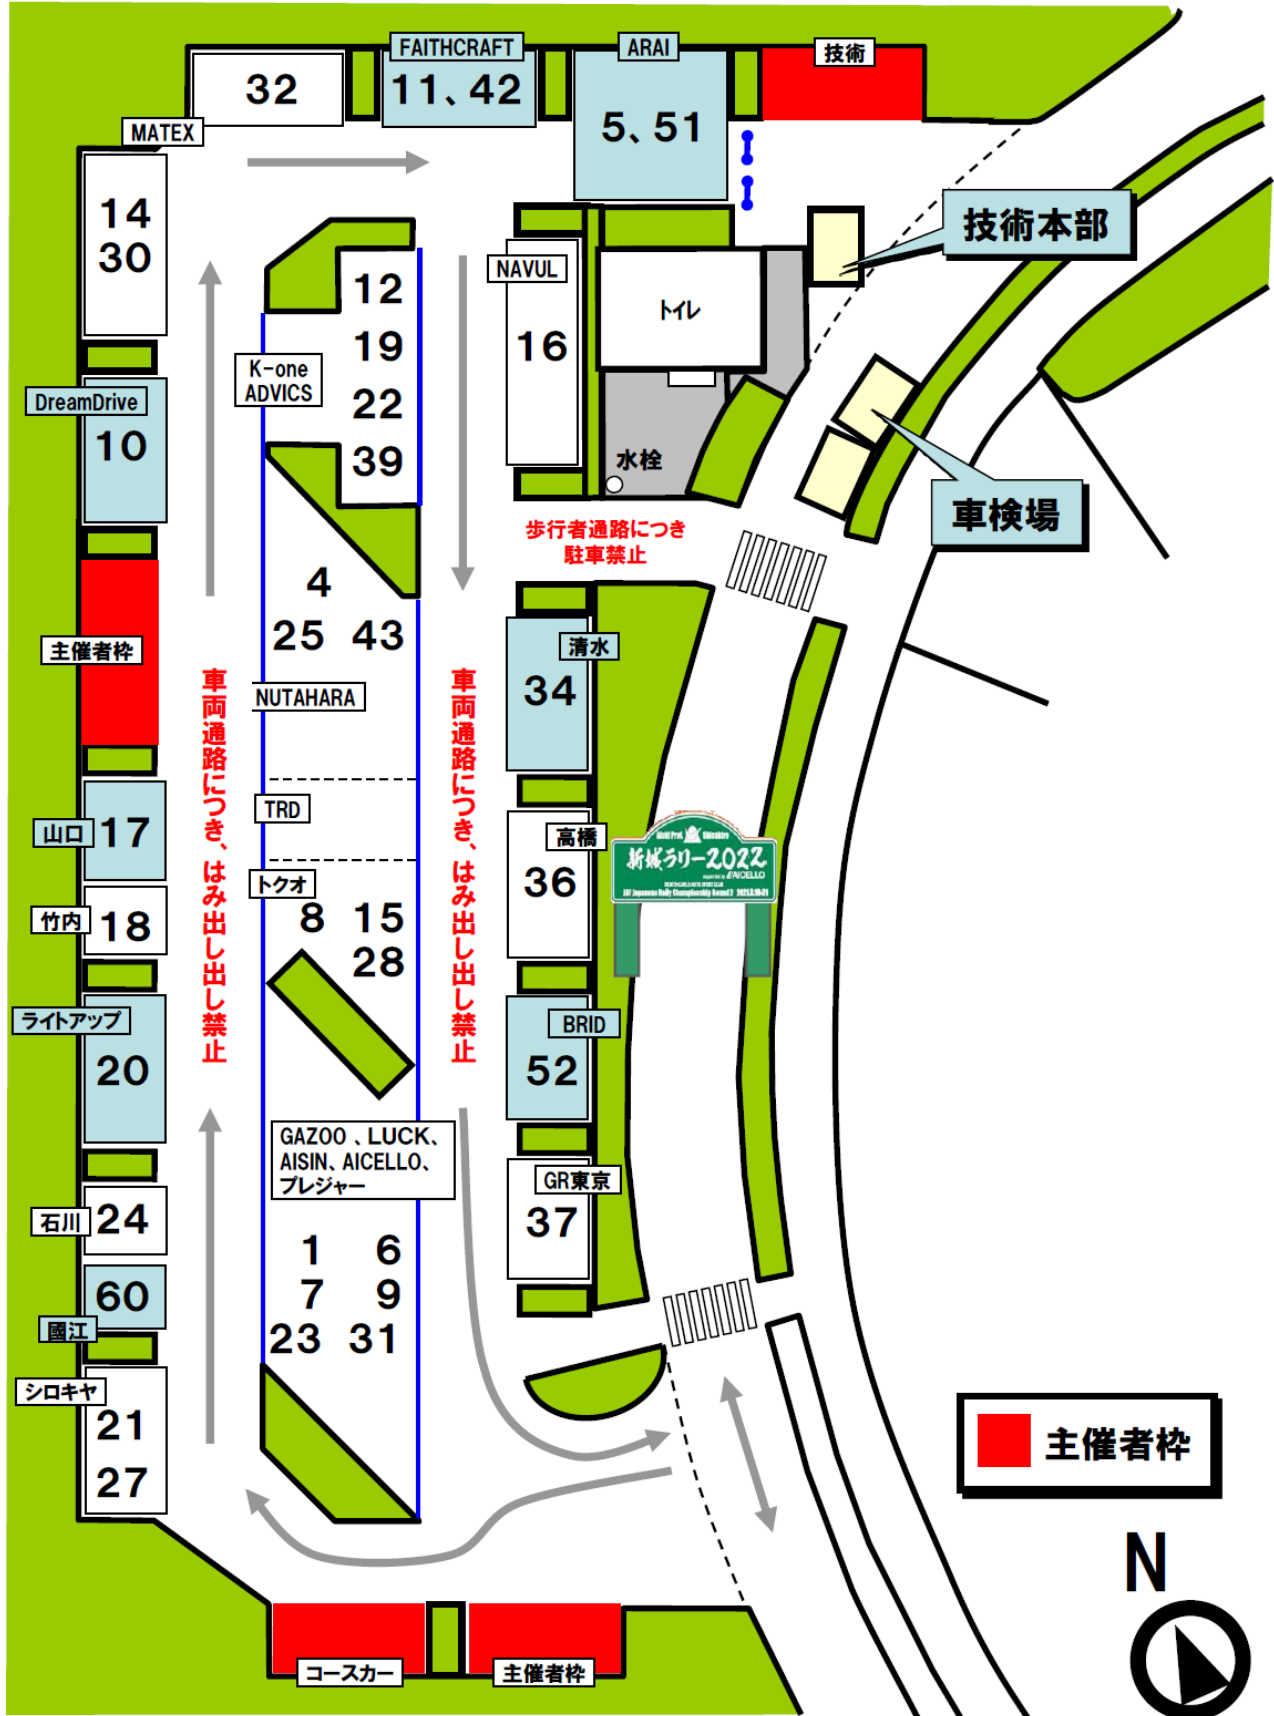 FAITHCRAFT
ARAI
技術
32
11、42
5、51
MATEX
14
30
技術本部
NAVUL
トイレ
12
19
16
K-one
ADVICS
22
DreamDrive
10
39
水栓
車検場
歩行者通路につき
駐車禁止
4
25 43
主催者枠
清水
34
NUTAHARA
車両通路につき、はみ出し出し禁止
車両通路につき、はみ出し出し禁止
TRD
山口
17
高橋
36
Aichi Pref. Shinshiro
新城ラリー2022
AICELLO
トクオ
8 15
28
竹内
18
ライトアップ
20
BRID
52
GAZOO 、LUCK、
AISIN、AICELLO、
プレジャー
GR東京
37
石川
24
1 6
7 9
23 31
60
國江
シロキヤ
21
27
主催者枠
N
コースカー
主催者枠